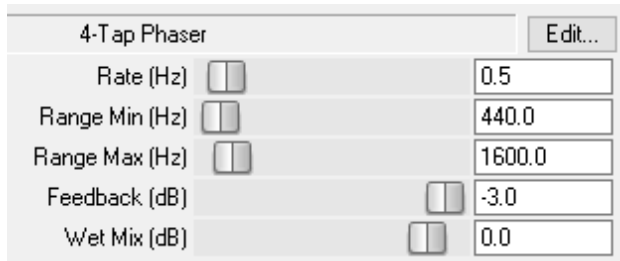 4-Tap Phaser Edit...
Rate (Hz) 0.5
Range Min (Hz) 440.0
Range Max (Hz) 1600.0
Feedback (dB) -3.0
Wet Mix (dB) 0.0